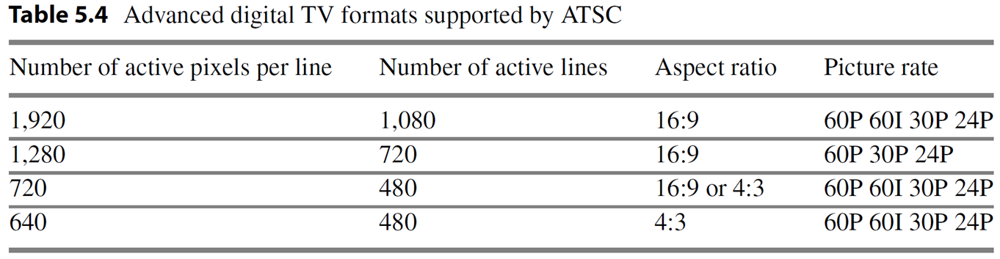 Table 5.4 Advanced digital TV formats supported by ATSC
Number of active pixels per line Number of active lines Aspect ratio Picture rate
1,920 1,080 16:9 60P 60I 30P 24P
1,280 720 16:9 60P 30P 24P
720 480 16:9 or 4:3 60P 60I 30P 24P
640 480 4:3 60P 60I 30P 24P